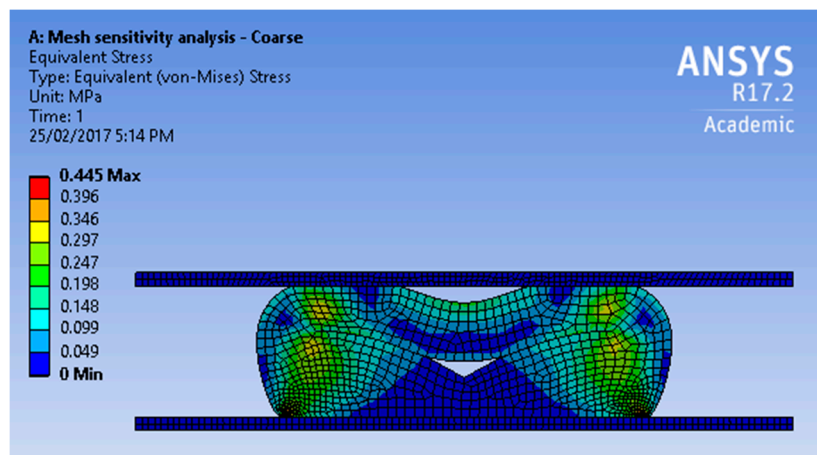 A: Mesh sensitivity analysis - Coarse
Equivalent Stress
Type: Equivalent (von-Mises) Stress
Unit: MPa
Time: 1
25/02/2017 5:14 PM
ANSYS
R17.2
Academic
0.445 Max
0.396
0.346
0.297
0.247
0.198
0.148
0.099
0.049
0 Min